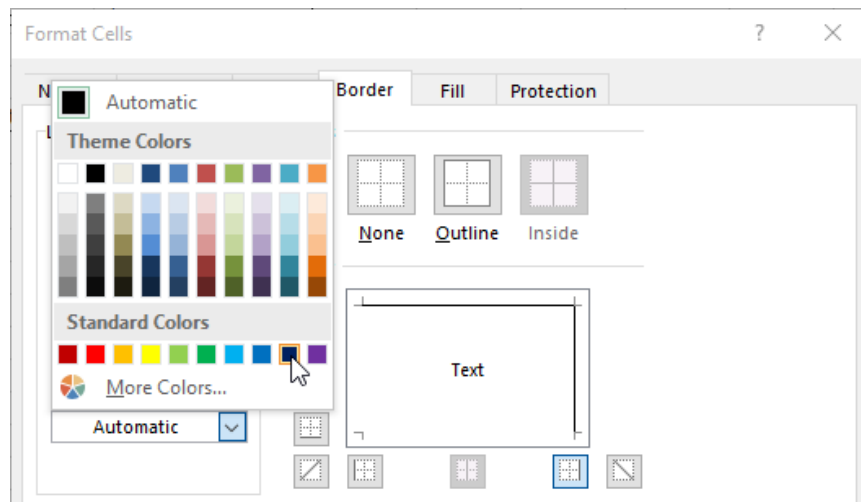 Format Cells
?
N
Border
Fill
Protection
Automatic
Theme Colors
None
Outline
Inside
Standard Colors
Text
More Colors...
Automatic